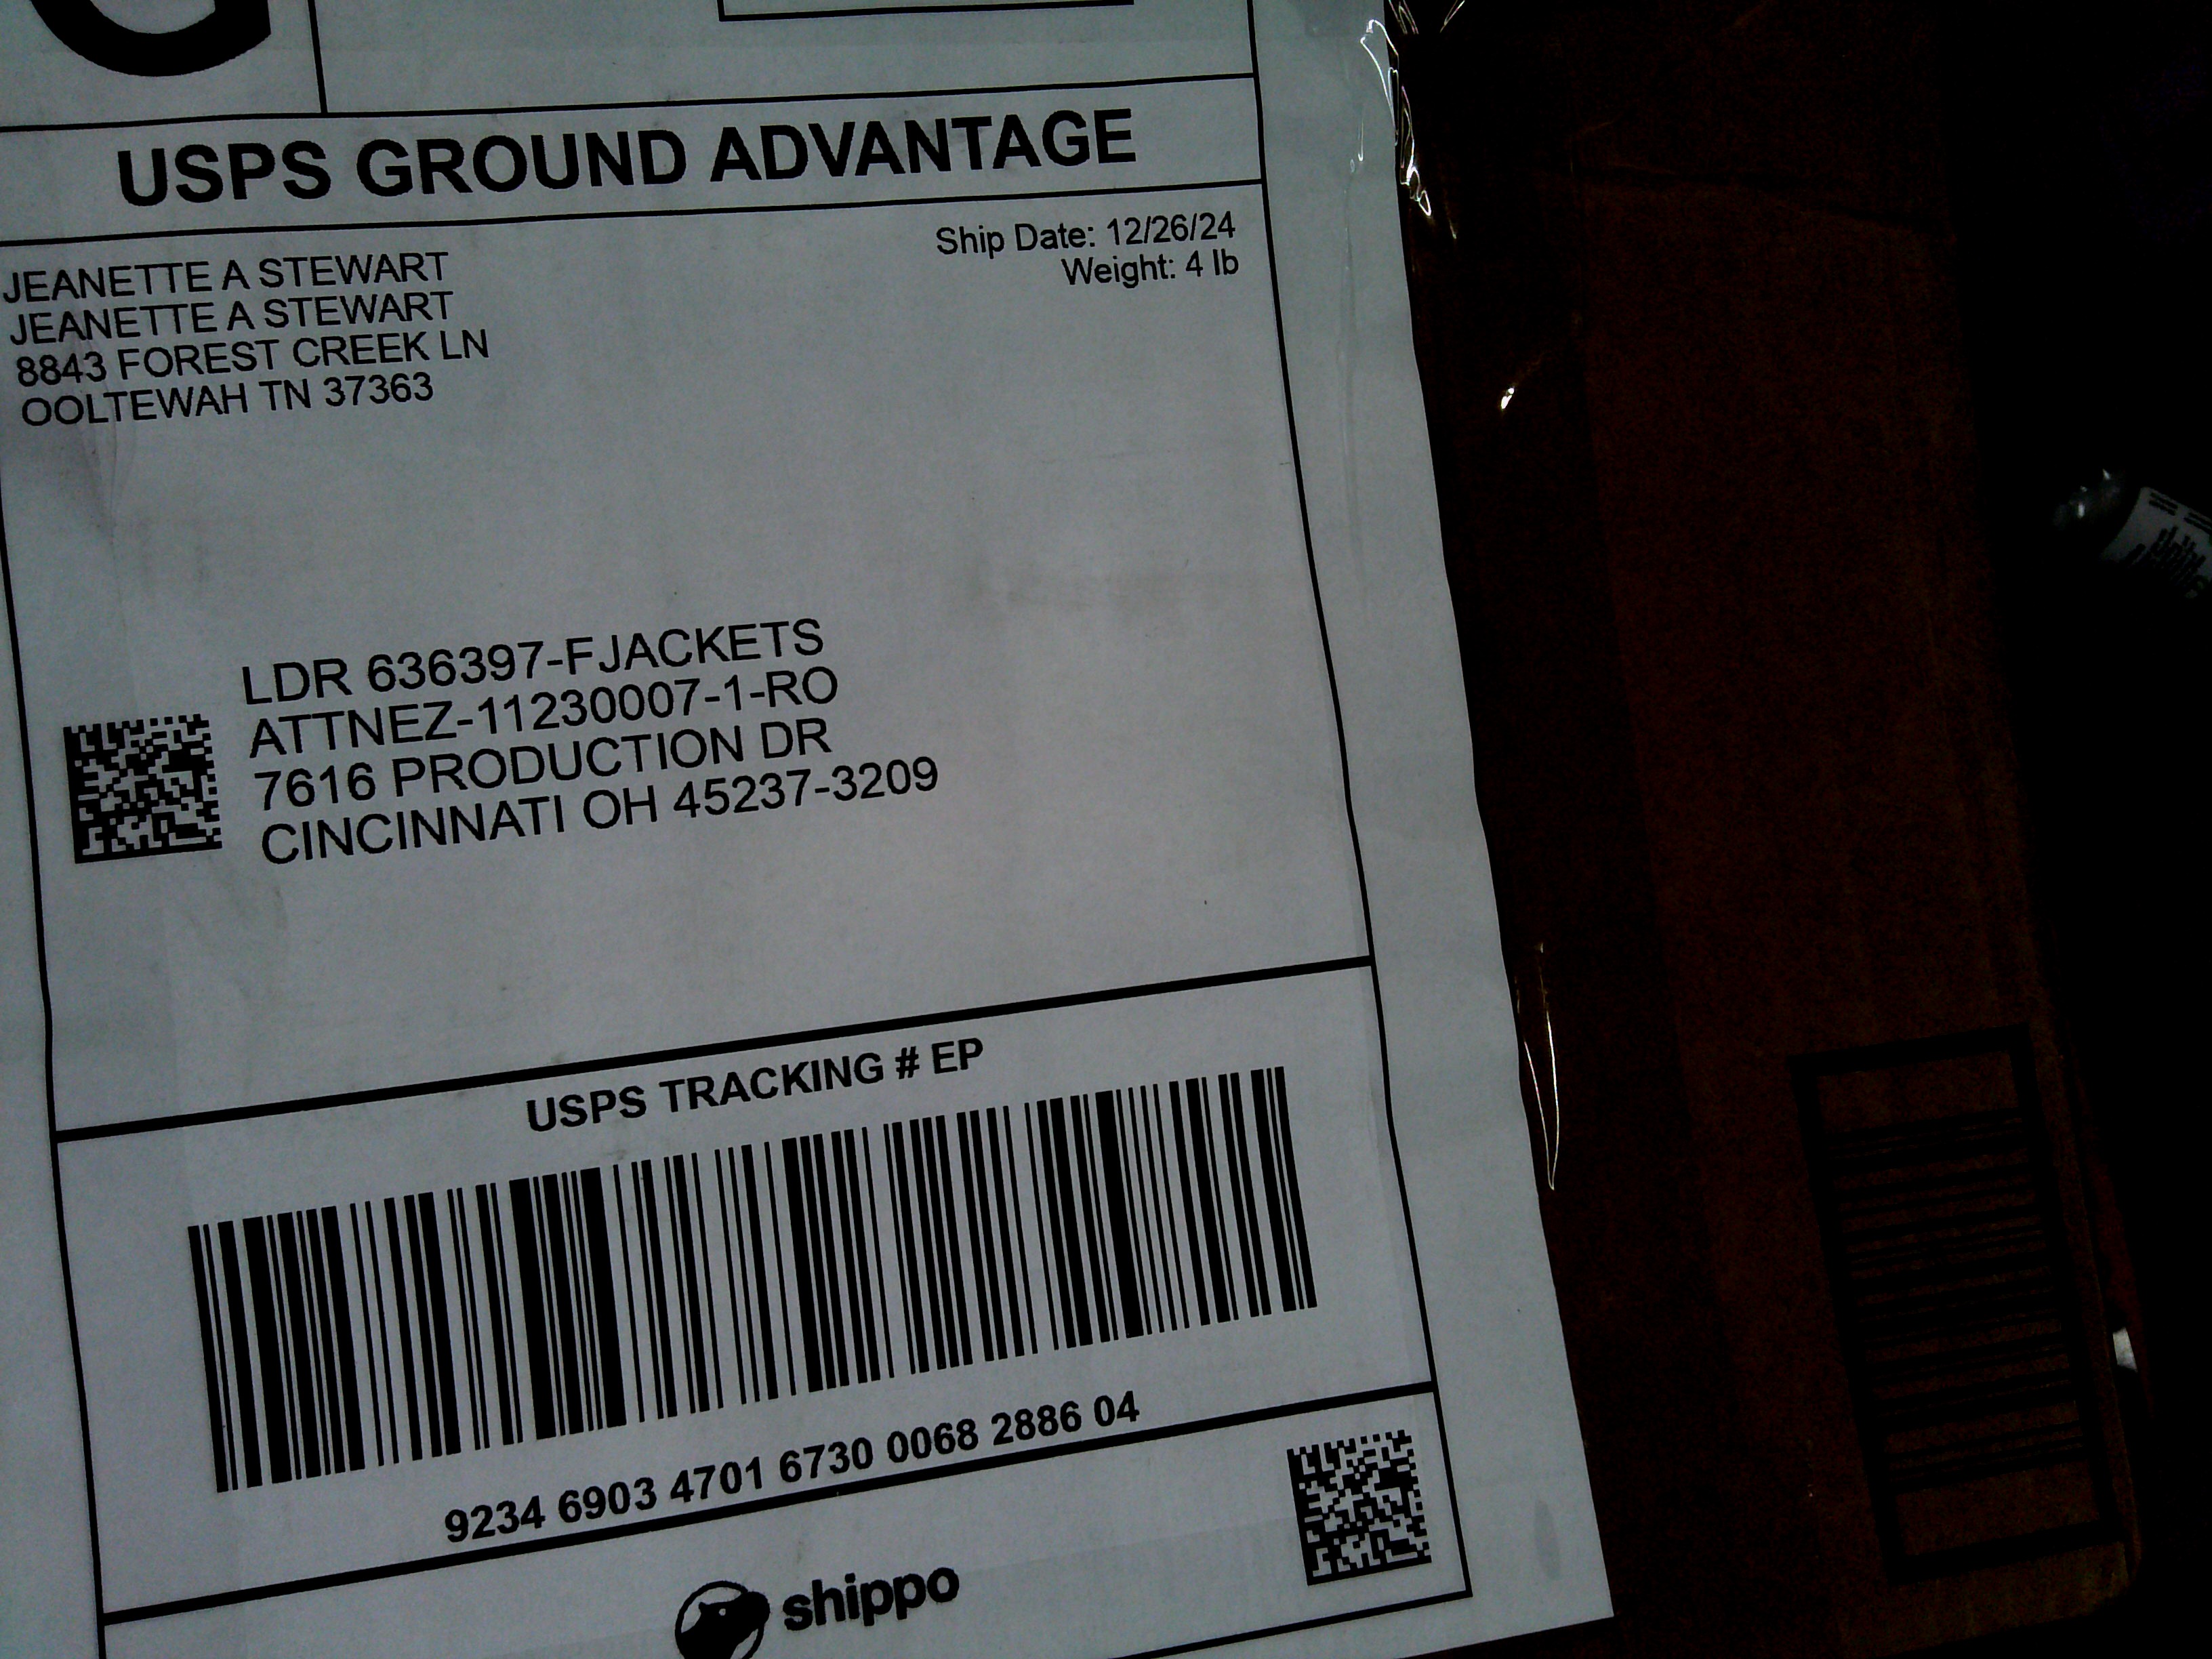 G
USPS GROUND ADVANTAGE
JEANETTE A STEWART
JEANETTE A STEWART
8843 FOREST CREEK LN
OOLTEWAH TN 37363
Ship Date: 12/26/24
Weight: 4 lb
LDR 636397-FJACKETS
ATTNEZ-11230007-1-RO
7616 PRODUCTION DR
CINCINNATI OH 45237-3209
USPS TRACKING # EP
9234 6903 4701 6730 0068 2886 04
shippo